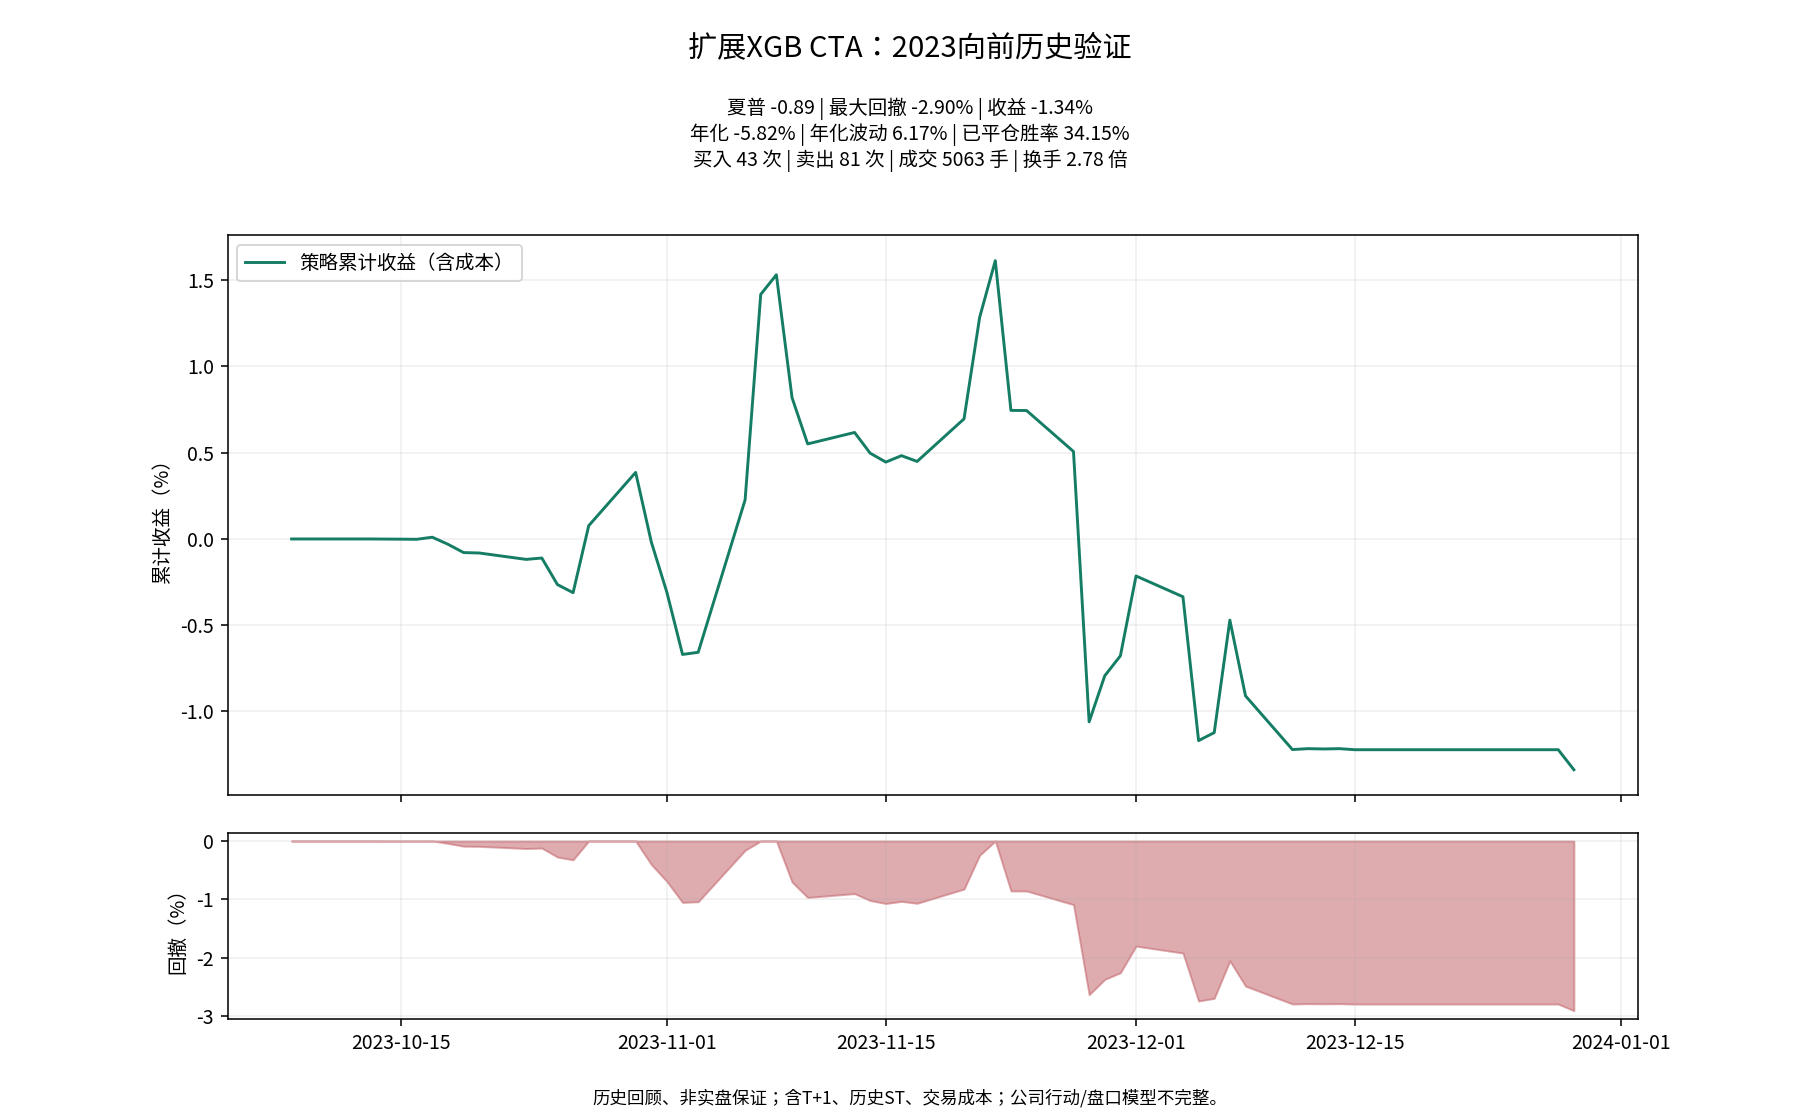 扩展XGB CTA：2023向前历史验证
夏普 -0.89 | 最大回撤 -2.90% | 收益 -1.34%
年化 -5.82% | 年化波动 6.17% | 已平仓胜率 34.15%
买入 43 次 | 卖出 81 次 | 成交 5063 手 | 换手 2.78 倍
策略累计收益（含成本）
累计收益（%）
1.5
1.0
0.5
0.0
-0.5
-1.0
回撤（%）
0
-1
-2
-3
2023-10-15
2023-11-01
2023-11-15
2023-12-01
2023-12-15
2024-01-01
历史回顾、非实盘保证；含T+1、历史ST、交易成本；公司行动/盘口模型不完整。